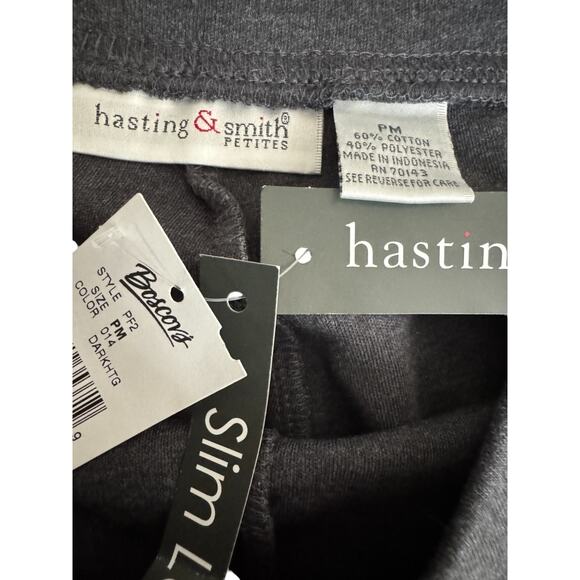 hasting & smith®
PETITES
PM
60% COTTON
40% POLYESTER
MADE IN INDONESIA
RN 70143
SEE REVERSE FOR CARE
hastin
Boscov's
STYLE PF2
SIZE PM
COLOR 014
DARKHTG
9
Slim L